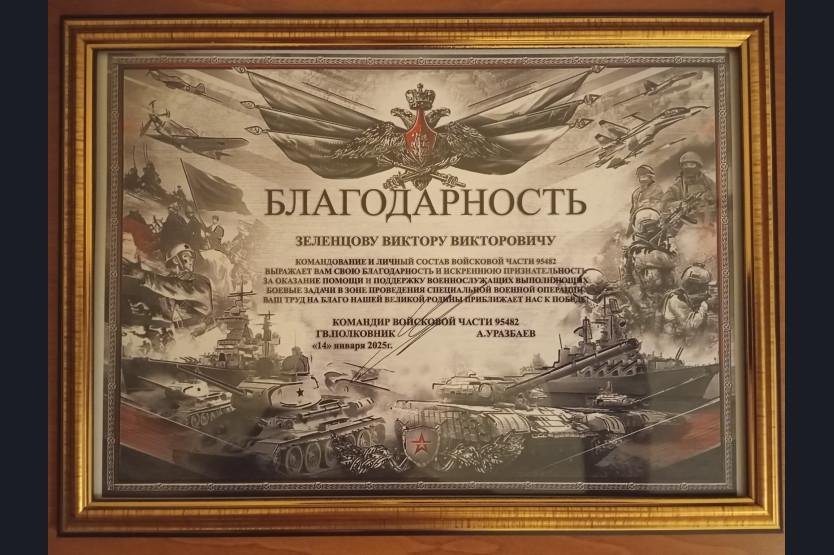 БЛАГОДАРНОСТЬ
ЗЕЛЕНЦОВУ ВИКТОРУ ВИКТОРОВИЧУ
КОМАНДОВАНИЕ И ЛИЧНЫЙ СОСТАВ ВОЙСКОВОЙ ЧАСТИ 95482
ВЫРАЖАЕТ ВАМ СВОЮ БЛАГОДАРНОСТЬ И ИСКРЕННЮЮ ПРИЗНАТЕЛЬНОСТЬ
ЗА ОКАЗАНИЕ ПОМОЩИ И ПОДДЕРЖКУ ВОЕННОСЛУЖАЩИХ ВЫПОЛНЯЮЩИХ
БОЕВЫЕ ЗАДАЧИ В ЗОНЕ ПРОВЕДЕНИЯ СПЕЦИАЛЬНОЙ ВОЕННОЙ ОПЕРАЦИИ.
ВАШ ТРУД НА БЛАГО НАШЕЙ ВЕЛИКОЙ РОДИНЫ ПРИБЛИЖАЕТ НАС К ПОБЕДЕ
КОМАНДИР ВОЙСКОВОЙ ЧАСТИ 95482
ГВ.ПОЛКОВНИК А.УРАЗБАЕВ
«14» января 2025г.